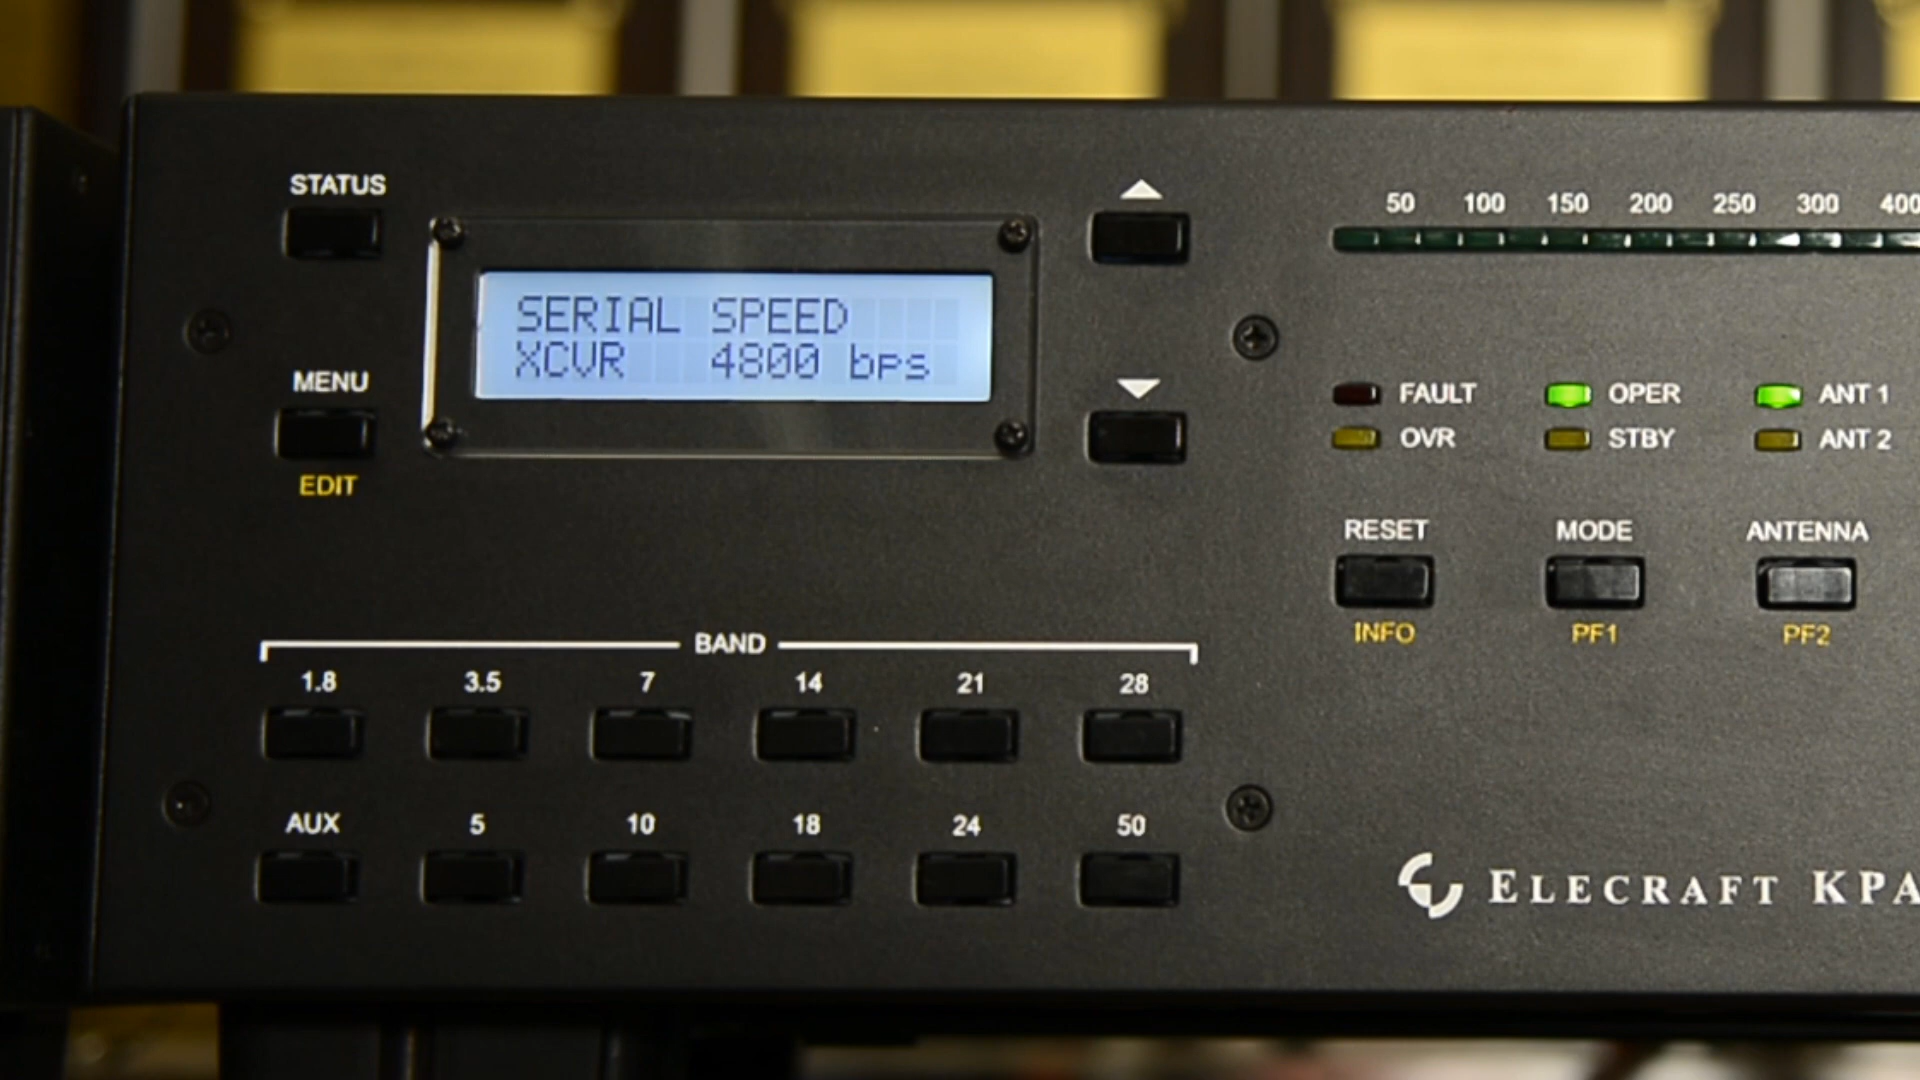 STATUS
SERIAL SPEED
XCVR 4800 bps
MENU
EDIT
50 100 150 200 250 300 400
FAULT OPER ANT 1
OVR STBY ANT 2
RESET MODE ANTENNA
INFO PF1 PF2
BAND
1.8 3.5 7 14 21 28
AUX 5 10 18 24 50
ELECRAFT KPA